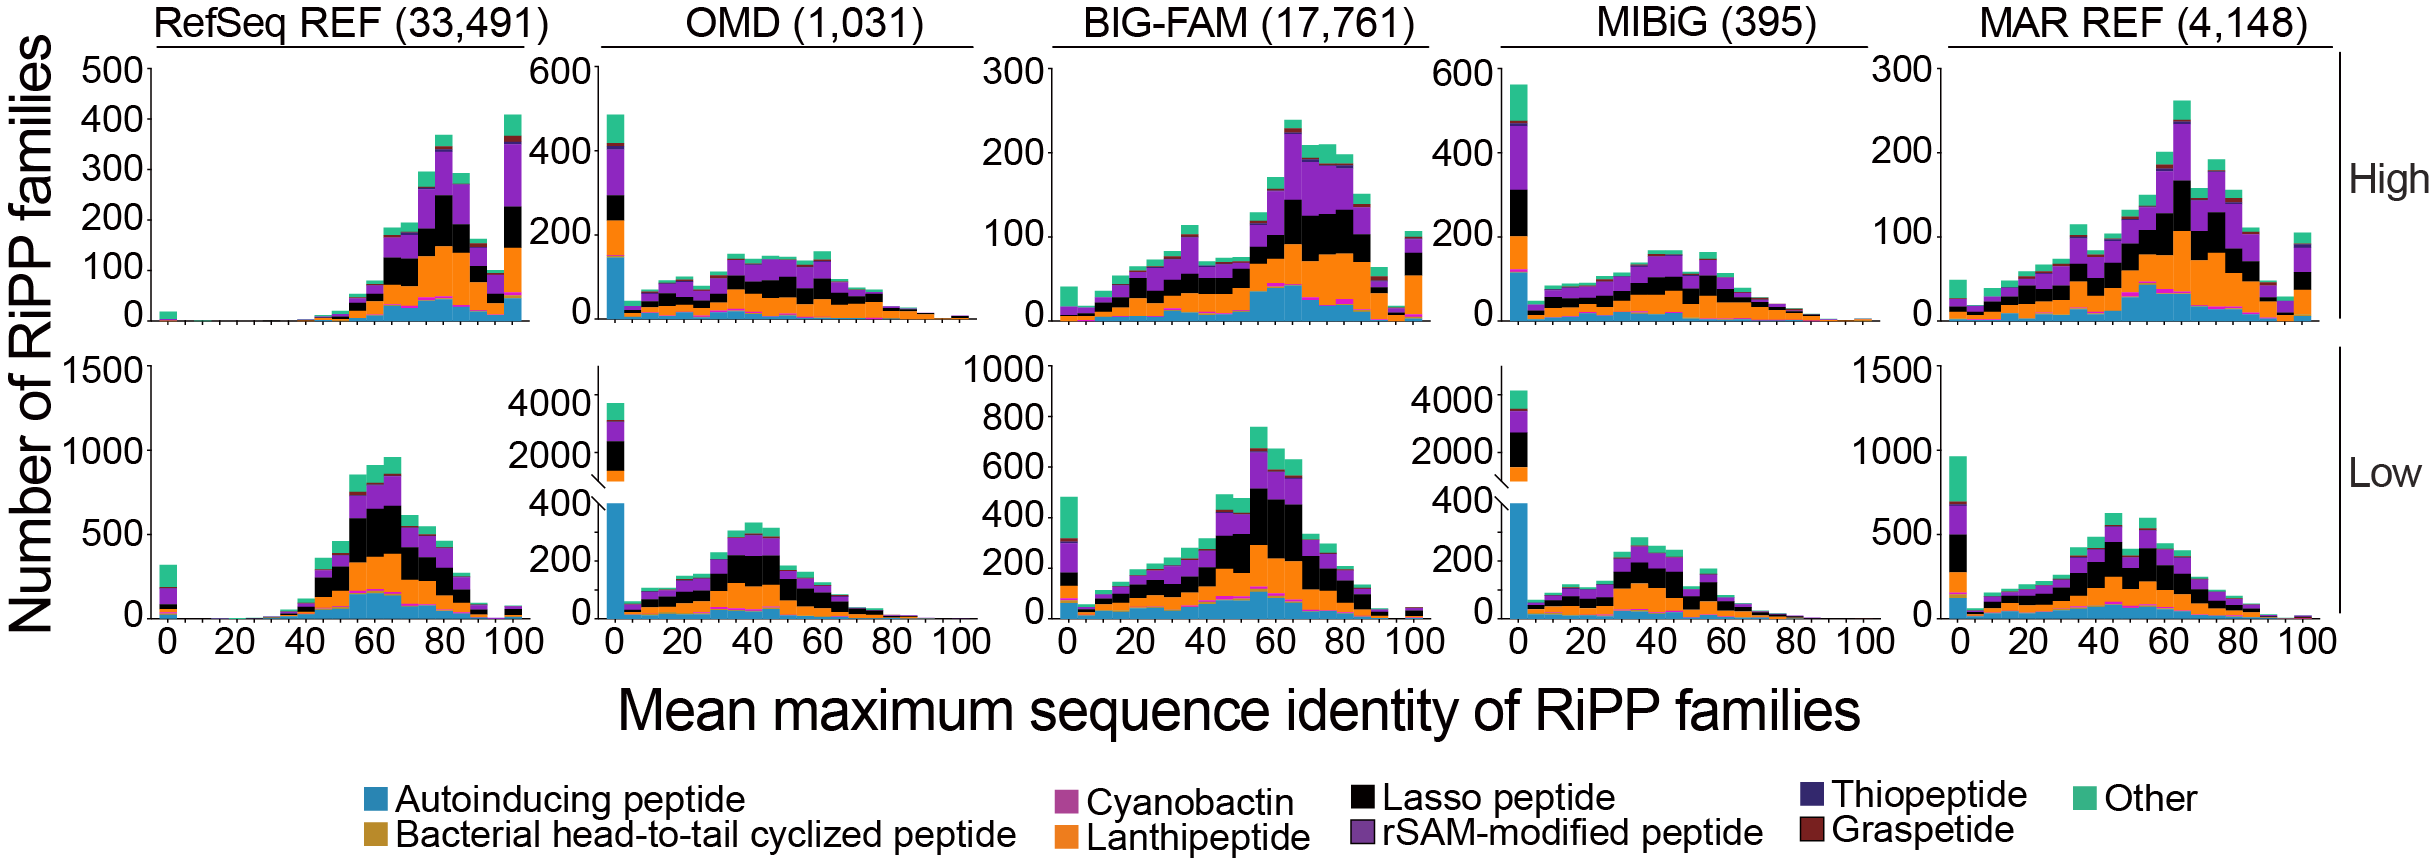 RefSeq REF (33,491)
OMD (1,031)
BIG-FAM (17,761)
MIBiG (395)
MAR REF (4,148)
Number of RiPP families
500
400
300
200
100
0
600
400
200
0
300
200
100
0
600
400
200
0
300
200
100
0
High
1500
1000
500
0
4000
2000
400
200
0
1000
800
600
400
200
0
4000
2000
400
200
0
1500
1000
500
0
Low
0 20 40 60 80 100
0 20 40 60 80 100
0 20 40 60 80 100
0 20 40 60 80 100
0 20 40 60 80 100
Mean maximum sequence identity of RiPP families
Autoinducing peptide
Bacterial head-to-tail cyclized peptide
Cyanobactin
Lanthipeptide
Lasso peptide
rSAM-modified peptide
Thiopeptide
Graspetide
Other